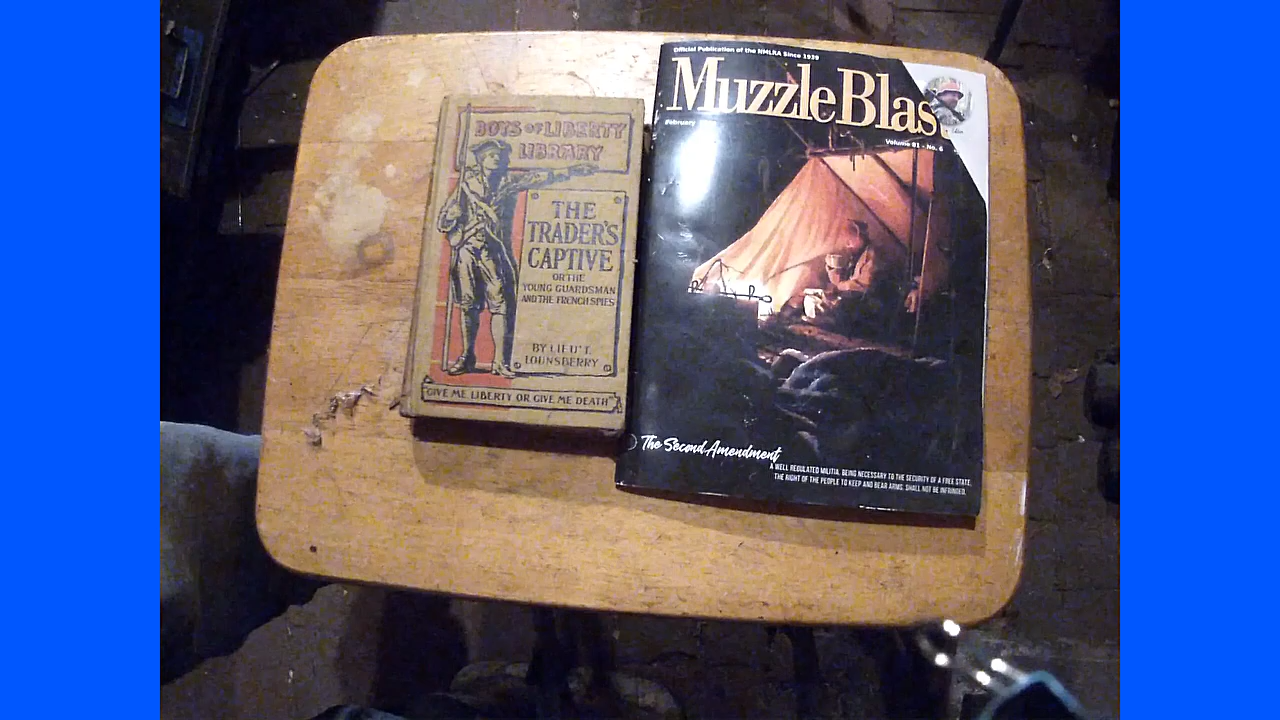 BOYS OF LIBERTY
LIBRARY
THE
TRADER'S
CAPTIVE
OR THE
YOUNG GUARDSMAN
AND THE FRENCH SPIES
BY LIEU'T.
LOUNSBERRY
"GIVE ME LIBERTY OR GIVE ME DEATH"
Official Publication of the NMLRA Since 1939
MuzzleBlas
February
Volume 81 - No. 6
The Second Amendment
A WELL REGULATED MILITIA, BEING NECESSARY TO THE SECURITY OF A FREE STATE,
THE RIGHT OF THE PEOPLE TO KEEP AND BEAR ARMS, SHALL NOT BE INFRINGED.